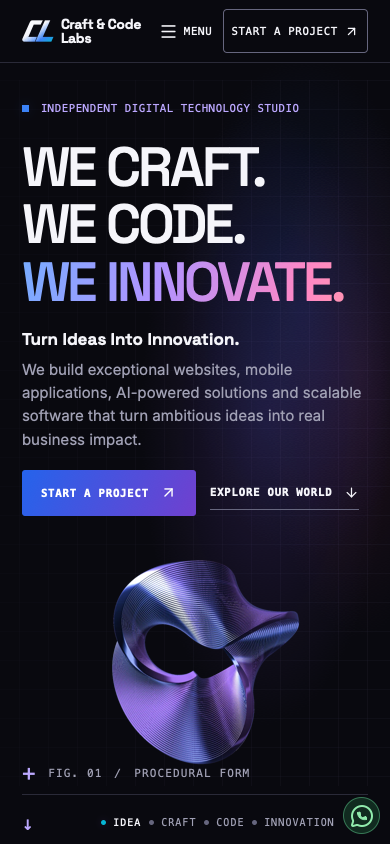 Craft & Code
Labs
MENU
START A PROJECT
INDEPENDENT DIGITAL TECHNOLOGY STUDIO
WE CRAFT.
WE CODE.
WE INNOVATE.
Turn Ideas Into Innovation.
We build exceptional websites, mobile
applications, AI-powered solutions and scalable
software that turn ambitious ideas into real
business impact.
START A PROJECT
EXPLORE OUR WORLD
FIG. 01 / PROCEDURAL FORM
IDEA CRAFT CODE INNOVATION